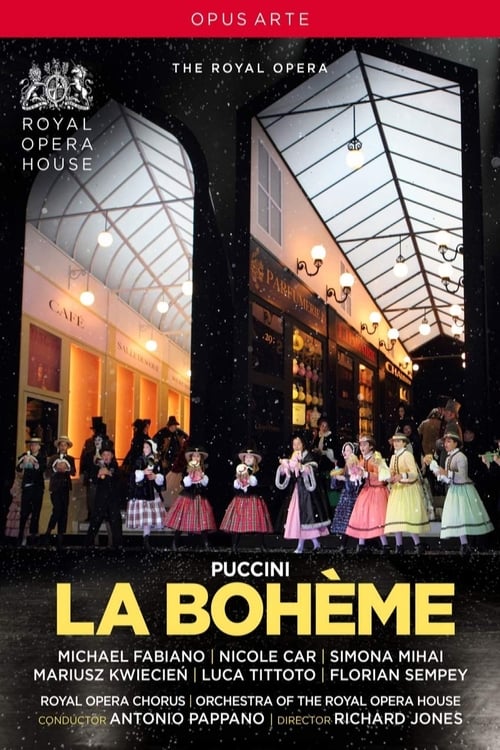 OPUS ARTE
THE ROYAL OPERA
ROYAL
OPERA
HOUSE
CAFÉ
PARFUMERIE
PUCCINI
LA BOHÈME
MICHAEL FABIANO | NICOLE CAR | SIMONA MIHAI
MARIUSZ KWIECIEŃ | LUCA TITTOTO | FLORIAN SEMPEY
ROYAL OPERA CHORUS | ORCHESTRA OF THE ROYAL OPERA HOUSE
CONDUCTOR ANTONIO PAPPANO | DIRECTOR RICHARD JONES